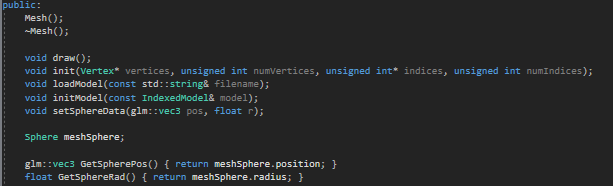 public:
Mesh();
~Mesh();
void draw();
void init(Vertex* vertices, unsigned int numVertices, unsigned int* indices, unsigned int numIndices);
void loadModel(const std::string& filename);
void initModel(const IndexedModel& model);
void setSphereData(glm::vec3 pos, float r);
Sphere meshSphere;
glm::vec3 GetSpherePos() { return meshSphere.position; }
float GetSphereRad() { return meshSphere.radius; }